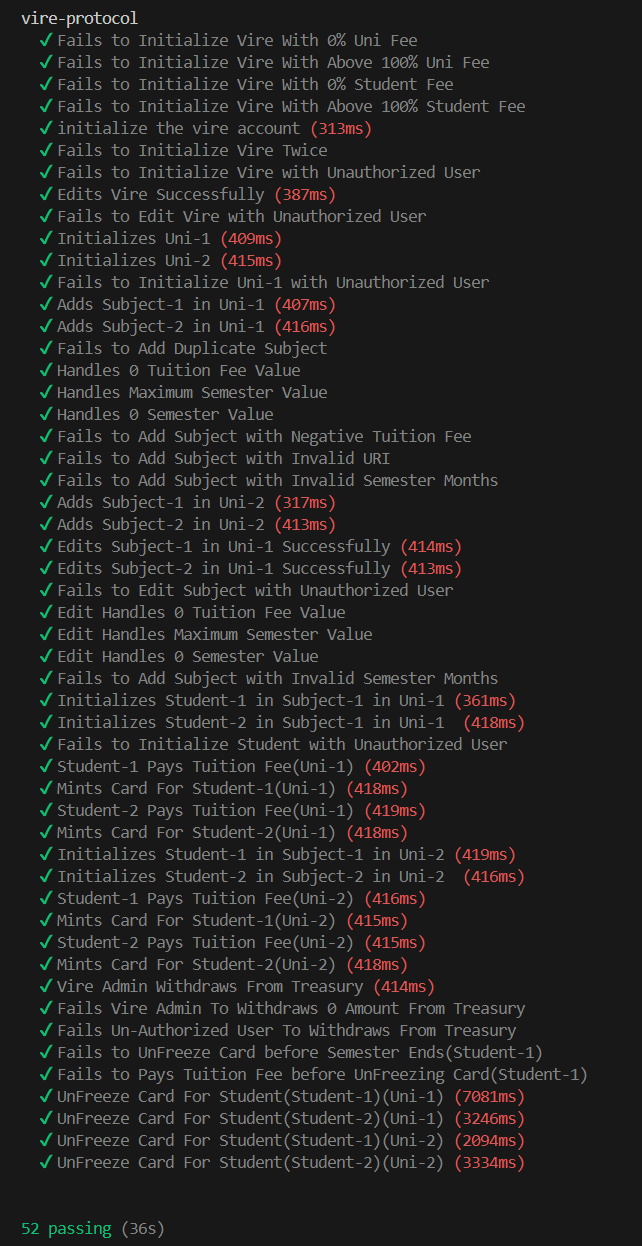 vire-protocol
✓ Fails to Initialize Vire With 0% Uni Fee
✓ Fails to Initialize Vire With Above 100% Uni Fee
✓ Fails to Initialize Vire With 0% Student Fee
✓ Fails to Initialize Vire With Above 100% Student Fee
✓ initialize the vire account (313ms)
✓ Fails to Initialize Vire Twice
✓ Fails to Initialize Vire with Unauthorized User
✓ Edits Vire Successfully (387ms)
✓ Fails to Edit Vire with Unauthorized User
✓ Initializes Uni-1 (409ms)
✓ Initializes Uni-2 (415ms)
✓ Fails to Initialize Uni-1 with Unauthorized User
✓ Adds Subject-1 in Uni-1 (407ms)
✓ Adds Subject-2 in Uni-1 (416ms)
✓ Fails to Add Duplicate Subject
✓ Handles 0 Tuition Fee Value
✓ Handles Maximum Semester Value
✓ Handles 0 Semester Value
✓ Fails to Add Subject with Negative Tuition Fee
✓ Fails to Add Subject with Invalid URI
✓ Fails to Add Subject with Invalid Semester Months
✓ Adds Subject-1 in Uni-2 (317ms)
✓ Adds Subject-2 in Uni-2 (413ms)
✓ Edits Subject-1 in Uni-1 Successfully (414ms)
✓ Edits Subject-2 in Uni-1 Successfully (413ms)
✓ Fails to Edit Subject with Unauthorized User
✓ Edit Handles 0 Tuition Fee Value
✓ Edit Handles Maximum Semester Value
✓ Edit Handles 0 Semester Value
✓ Fails to Add Subject with Invalid Semester Months
✓ Initializes Student-1 in Subject-1 in Uni-1 (361ms)
✓ Initializes Student-2 in Subject-1 in Uni-1  (418ms)
✓ Fails to Initialize Student with Unauthorized User
✓ Student-1 Pays Tuition Fee(Uni-1) (402ms)
✓ Mints Card For Student-1(Uni-1) (418ms)
✓ Student-2 Pays Tuition Fee(Uni-1) (419ms)
✓ Mints Card For Student-2(Uni-1) (418ms)
✓ Initializes Student-1 in Subject-1 in Uni-2 (419ms)
✓ Initializes Student-2 in Subject-2 in Uni-2  (416ms)
✓ Student-1 Pays Tuition Fee(Uni-2) (416ms)
✓ Mints Card For Student-1(Uni-2) (415ms)
✓ Student-2 Pays Tuition Fee(Uni-2) (415ms)
✓ Mints Card For Student-2(Uni-2) (418ms)
✓ Vire Admin Withdraws From Treasury (414ms)
✓ Fails Vire Admin To Withdraws 0 Amount From Treasury
✓ Fails Un-Authorized User To Withdraws From Treasury
✓ Fails to UnFreeze Card before Semester Ends(Student-1)
✓ Fails to Pays Tuition Fee before UnFreezing Card(Student-1)
✓ UnFreeze Card For Student(Student-1)(Uni-1) (7081ms)
✓ UnFreeze Card For Student(Student-2)(Uni-1) (3246ms)
✓ UnFreeze Card For Student(Student-1)(Uni-2) (2094ms)
✓ UnFreeze Card For Student(Student-2)(Uni-2) (3334ms)
52 passing (36s)